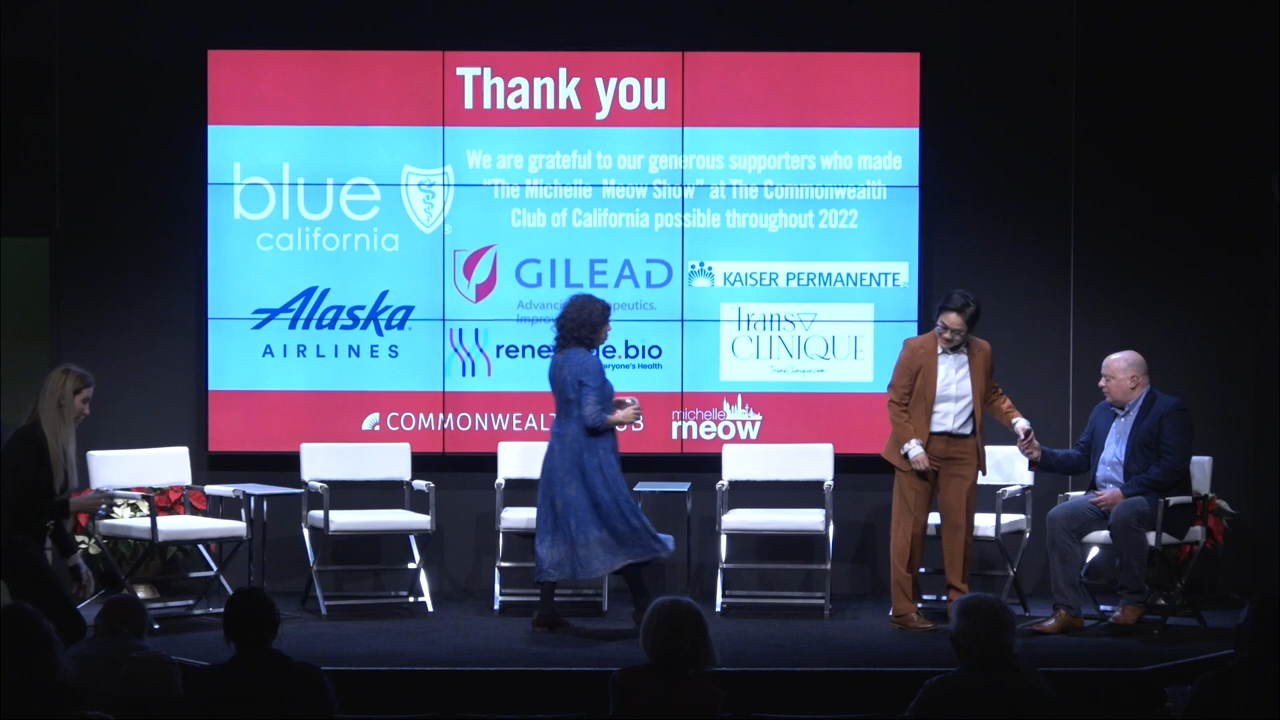 Thank you
We are grateful to our generous supporters who made
"The Michelle Meow Show" at The Commonwealth
Club of California possible throughout 2022
blue
california
GILEAD
KAISER PERMANENTE
Alaska
AIRLINES
Trans
CLINIQUE
michelle
meow